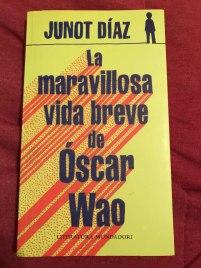 JUNOT DÍAZ
La
maravillosa
vida breve
de
Óscar
Wao
LITERATURA MONDADORI